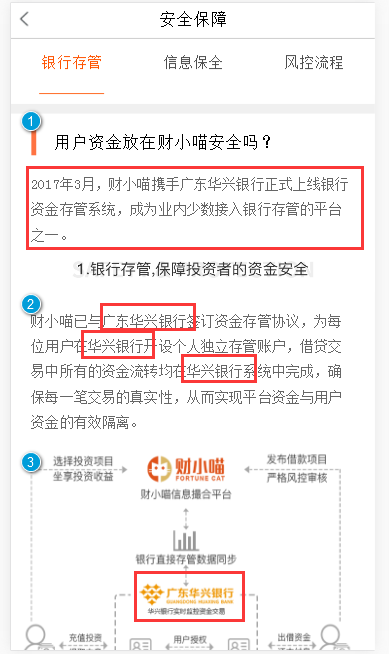 安全保障
银行存管 信息保全 风控流程
1
用户资金放在财小喵安全吗？
2017年3月，财小喵携手广东华兴银行正式上线银行
资金存管系统，成为业内少数接入银行存管的平台
之一。
1.银行存管,保障投资者的资金安全
2
财小喵已与广东华兴银行签订资金存管协议，为每
位用户在华兴银行开设个人独立存管账户，借贷交
易中所有的资金流转均在华兴银行系统中完成，确
保每一笔交易的真实性，从而实现平台资金与用户
资金的有效隔离。
3
选择投资项目 财小喵 发布借款项目
坐享投资收益 FORTUNE CAT 严格风控审核
财小喵信息撮合平台
银行直接存管数据同步
广东华兴银行
GUANGDONG HUAXING BANK
华兴银行实时监控资金交易
充值投资 用户授权 出借资金